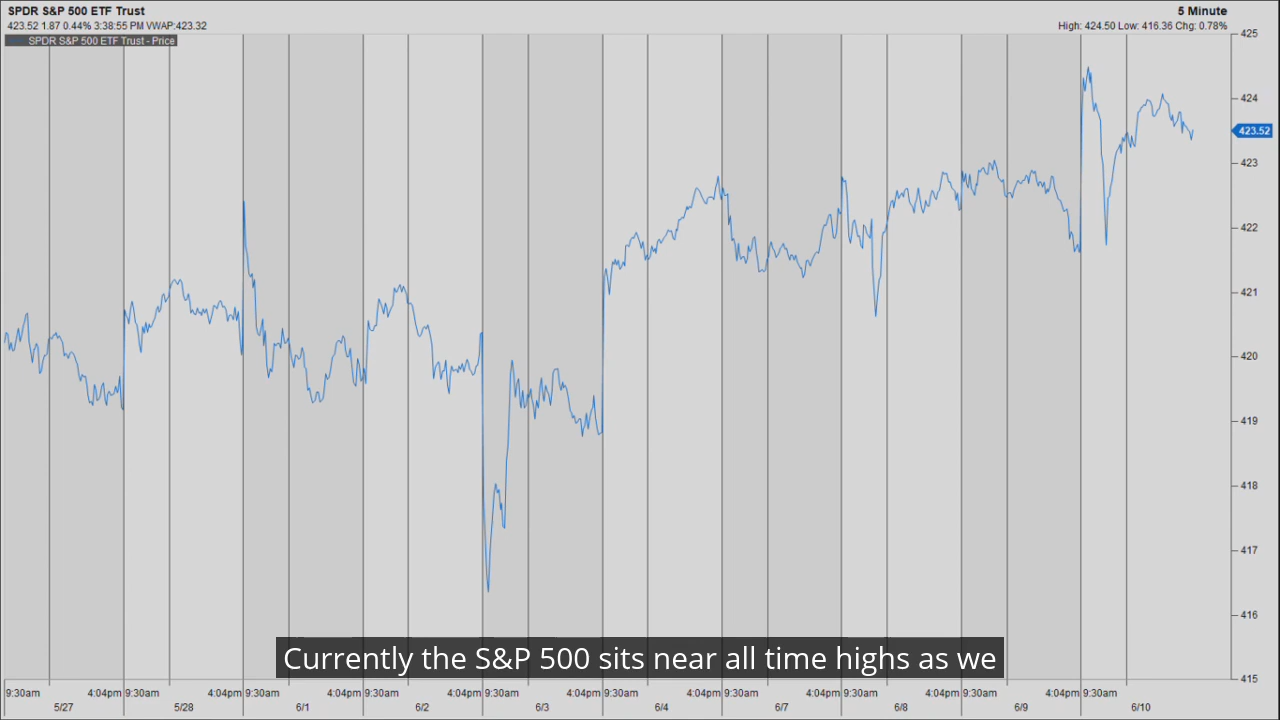 SPDR S&P 500 ETF Trust
5 Minute
423.52 1.87 0.44% 3:38:55 PM VWAP:423.32
High: 424.50 Low: 416.36 Chg: 0.78%
SPDR S&P 500 ETF Trust - Price
425
424
423.52
423
422
421
420
419
418
417
416
415
Currently the S&P 500 sits near all time highs as we
9:30am 4:04pm 9:30am 4:04pm 9:30am 4:04pm 9:30am 4:04pm 9:30am 4:04pm 9:30am 4:04pm 9:30am 4:04pm 9:30am 4:04pm 9:30am 4:04pm 9:30am
5/27 5/28 6/1 6/2 6/3 6/4 6/7 6/8 6/9 6/10